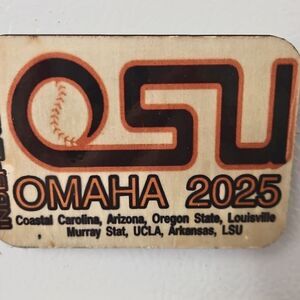 OSU
OMAHA 2025
Coastal Carolina, Arizona, Oregon State, Louisville
Murray Stat, UCLA, Arkansas, LSU